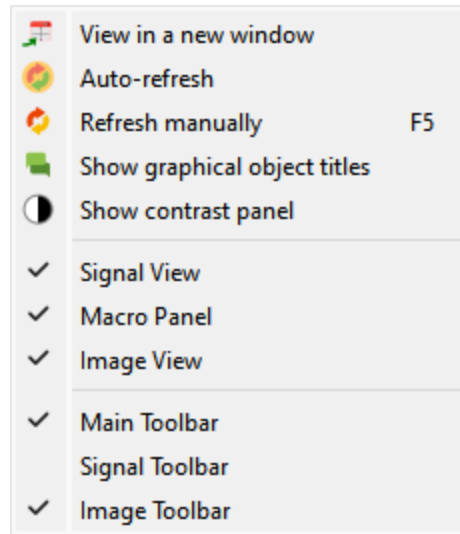 View in a new window
Auto-refresh
Refresh manually F5
Show graphical object titles
Show contrast panel
Signal View
Macro Panel
Image View
Main Toolbar
Signal Toolbar
Image Toolbar